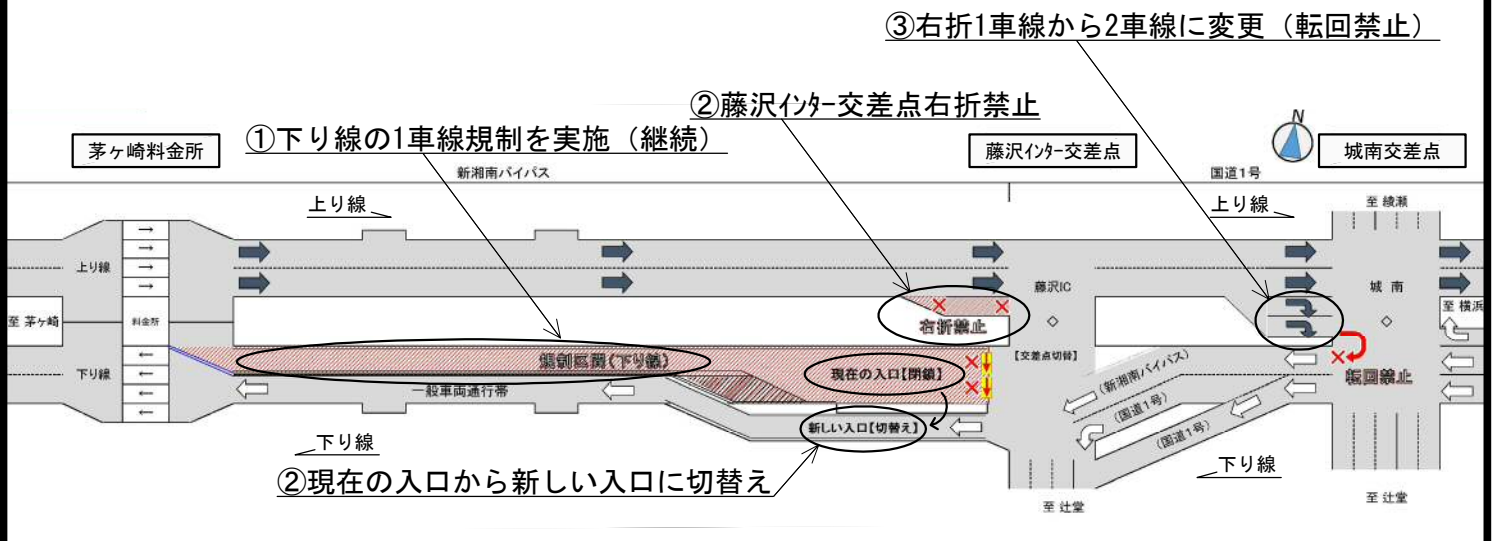 ③右折1車線から2車線に変更（転回禁止）
②藤沢ｲﾝﾀｰ交差点右折禁止
①下り線の1車線規制を実施（継続）
茅ヶ崎料金所
藤沢ｲﾝﾀｰ交差点
N
城南交差点
新湘南バイパス
国道1号
上り線
上り線
至 綾瀬
上り線
藤沢IC
城 南
至 茅ヶ崎
料金所
右折禁止
至 横浜
規制区間(下り線)
【交差点切替】
下り線
現在の入口【閉鎖】
(新湘南バイパス)
転回禁止
一般車両通行帯
(国道1号)
新しい入口【切替え】
(国道1号)
下り線
下り線
②現在の入口から新しい入口に切替え
至 辻堂
至 辻堂